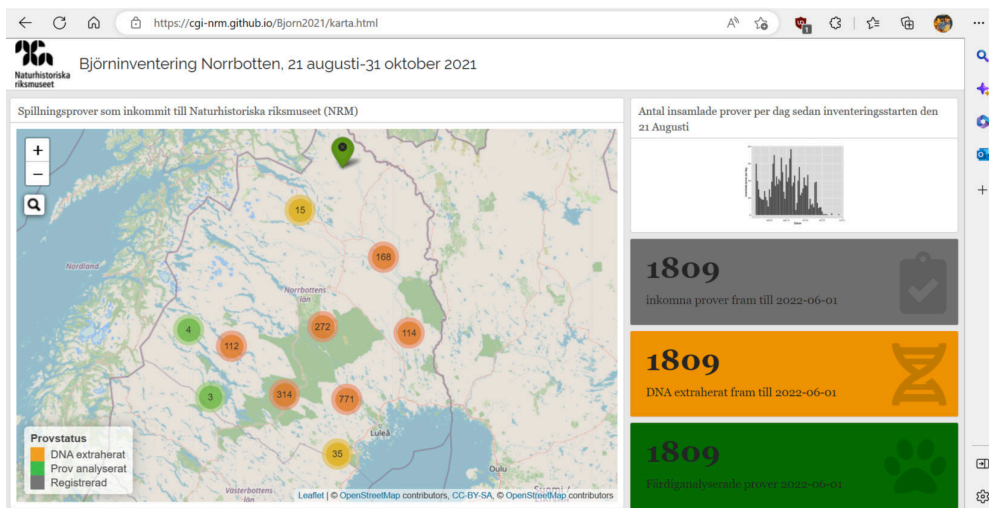 https://cgi-nrm.github.io/Bjorn2021/karta.html
1
Naturhistoriska
riksmuseet
Björninventering Norrbotten, 21 augusti-31 oktober 2021
Spillningsprover som inkommit till Naturhistoriska riksmuseet (NRM)
+
−
15
168
Nordland
Norrbottens
län
4
112
272
114
3
314
771
Luleå
35
Oulu
Västerbottens
län
Provstatus
DNA extraherat
Prov analyserat
Registrerad
Leaflet | © OpenStreetMap contributors, CC-BY-SA, © OpenStreetMap contributors
Antal insamlade prover per dag sedan inventeringsstarten den
21 Augusti
1809
inkomna prover fram till 2022-06-01
1809
DNA extraherat fram till 2022-06-01
1809
Färdiganalyserade prover 2022-06-01